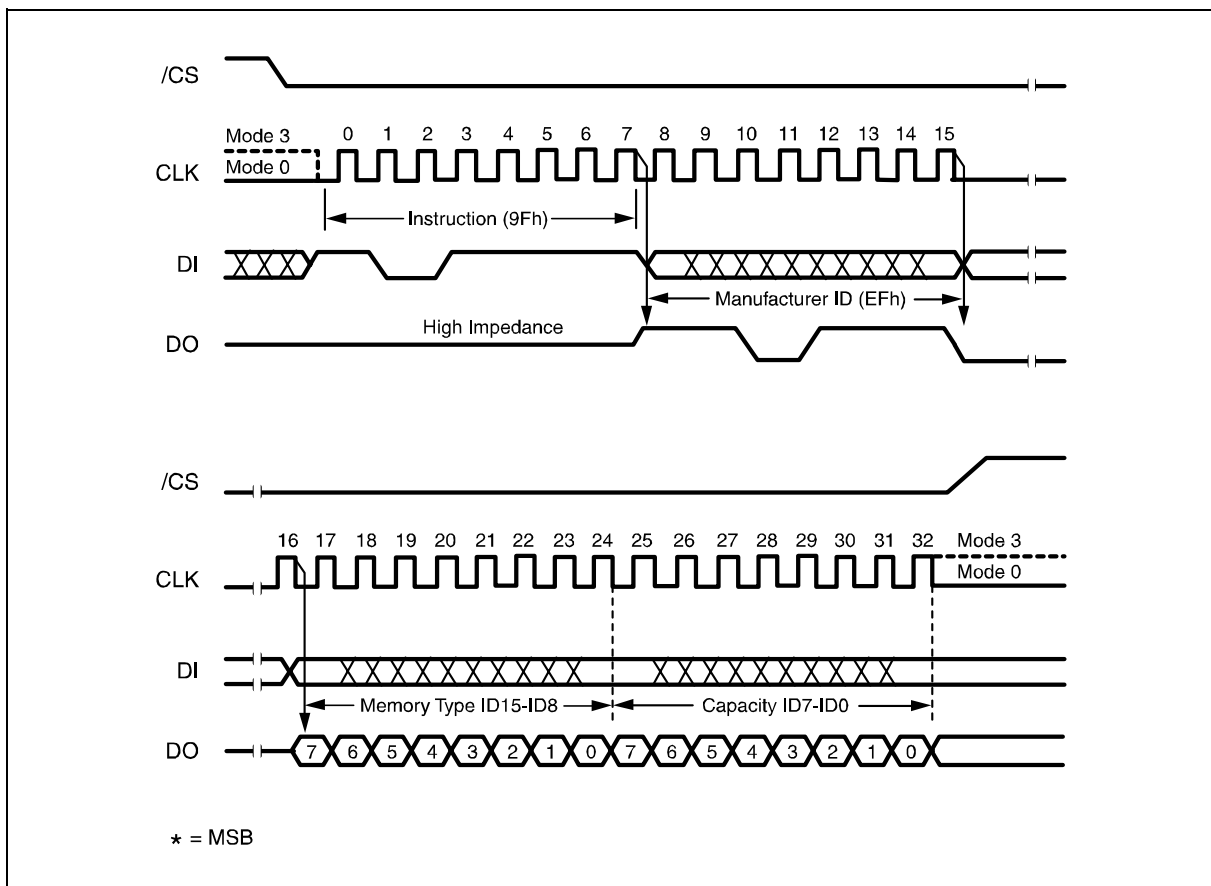 /CS
Mode 3
Mode 0
CLK
0 1 2 3 4 5 6 7 8 9 10 11 12 13 14 15
Instruction (9Fh)
DI
Manufacturer ID (EFh)
High Impedance
DO
/CS
16 17 18 19 20 21 22 23 24 25 26 27 28 29 30 31 32
Mode 3
Mode 0
CLK
DI
Memory Type ID15-ID8
Capacity ID7-ID0
DO
7 6 5 4 3 2 1 0 7 6 5 4 3 2 1 0
* = MSB